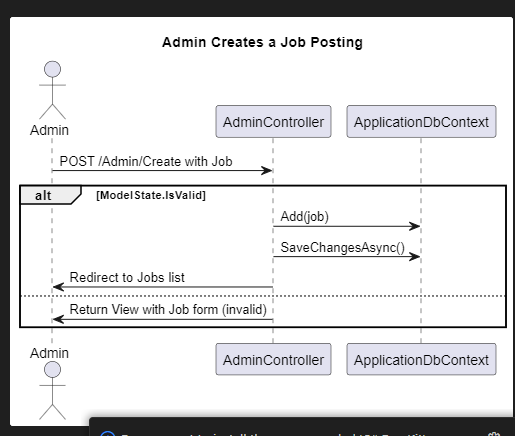 Admin Creates a Job Posting
Admin
AdminController
ApplicationDbContext
POST /Admin/Create with Job
alt
[ModelState.IsValid]
Add(job)
SaveChangesAsync()
Redirect to Jobs list
Return View with Job form (invalid)
Admin
AdminController
ApplicationDbContext